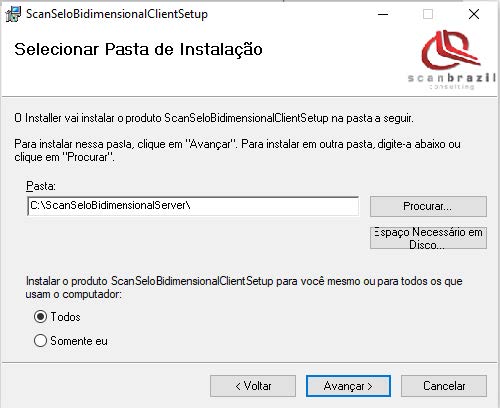 ScanSeloBidimensionalClientSetup
Selecionar Pasta de Instalação
scanbrazil
consulting
O Installer vai instalar o produto ScanSeloBidimensionalClientSetup na pasta a seguir.
Para instalar nessa pasta, clique em "Avançar". Para instalar em outra pasta, digite-a abaixo ou
clique em "Procurar".
Pasta:
C:\ScanSeloBidimensionalServer\
Procurar...
Espaço Necessário em
Disco...
Instalar o produto ScanSeloBidimensionalClientSetup para você mesmo ou para todos os que
usam o computador:
Todos
Somente eu
< Voltar
Avançar >
Cancelar